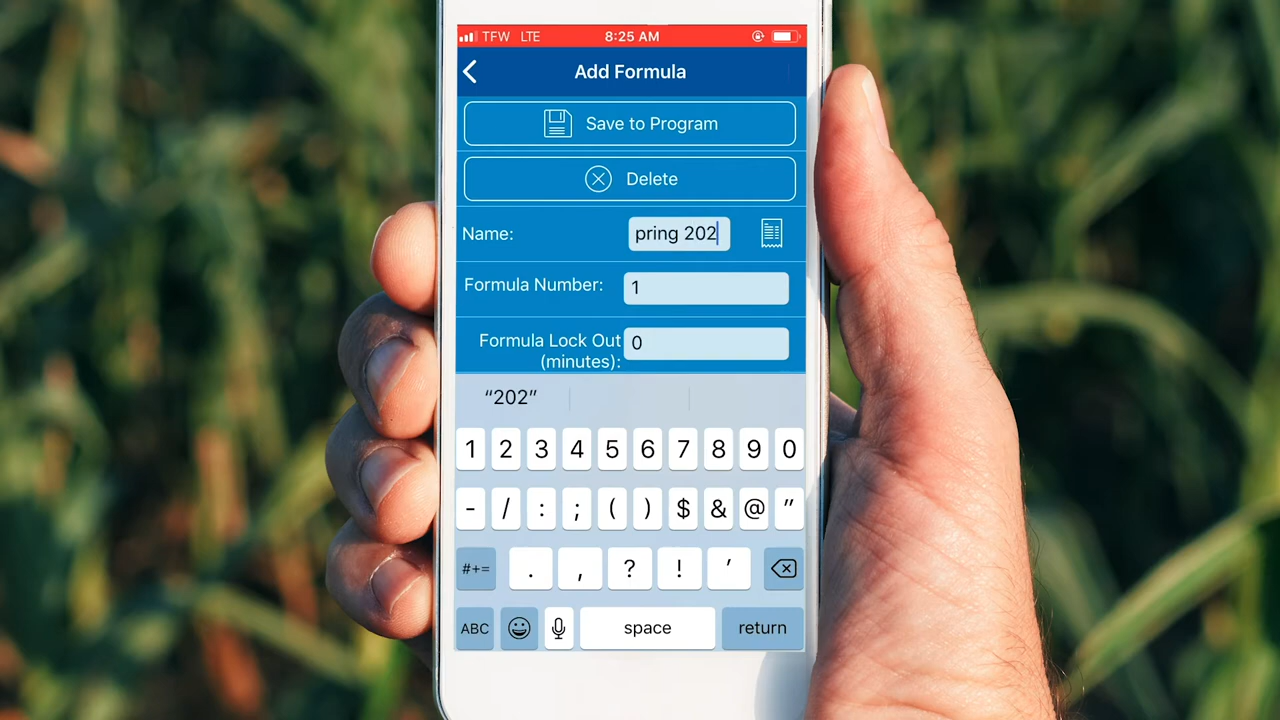 TFW LTE 8:25 AM
Add Formula
Save to Program
Delete
Name: pring 202
Formula Number: 1
Formula Lock Out 0
(minutes):
“202”
1 2 3 4 5 6 7 8 9 0
- / : ; ( ) $ & @ "
#+= . , ? ! '
ABC space return